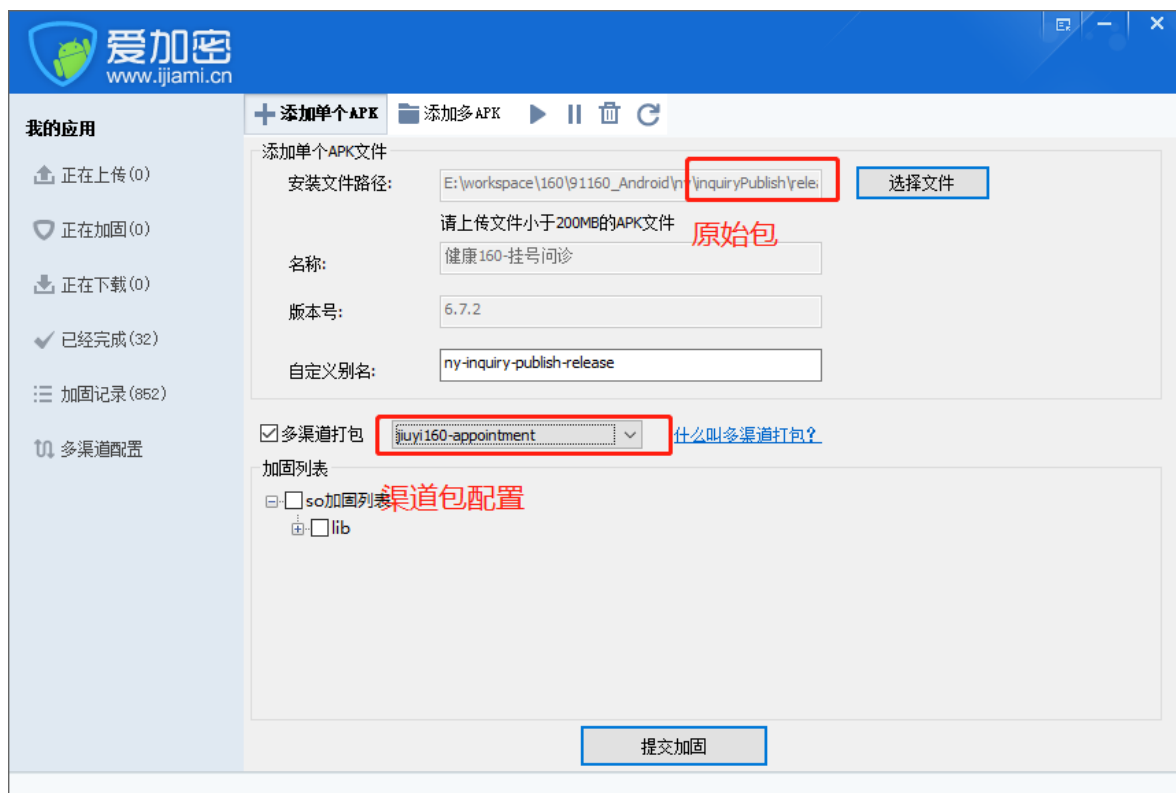 爱加密
www.ijiami.cn
我的应用
正在上传(0)
正在加固(0)
正在下载(0)
已经完成(32)
加固记录(852)
多渠道配置
添加单个APK
添加多APK
添加单个APK文件
安装文件路径:
E:\workspace\160\91160_Android\ny\inquiryPublish\relea
选择文件
请上传文件小于200MB的APK文件
原始包
名称:
健康160-挂号问诊
版本号:
6.7.2
自定义别名:
ny-inquiry-publish-release
多渠道打包
jiuyi160-appointment
什么叫多渠道打包?
加固列表
so加固列表
渠道包配置
lib
提交加固